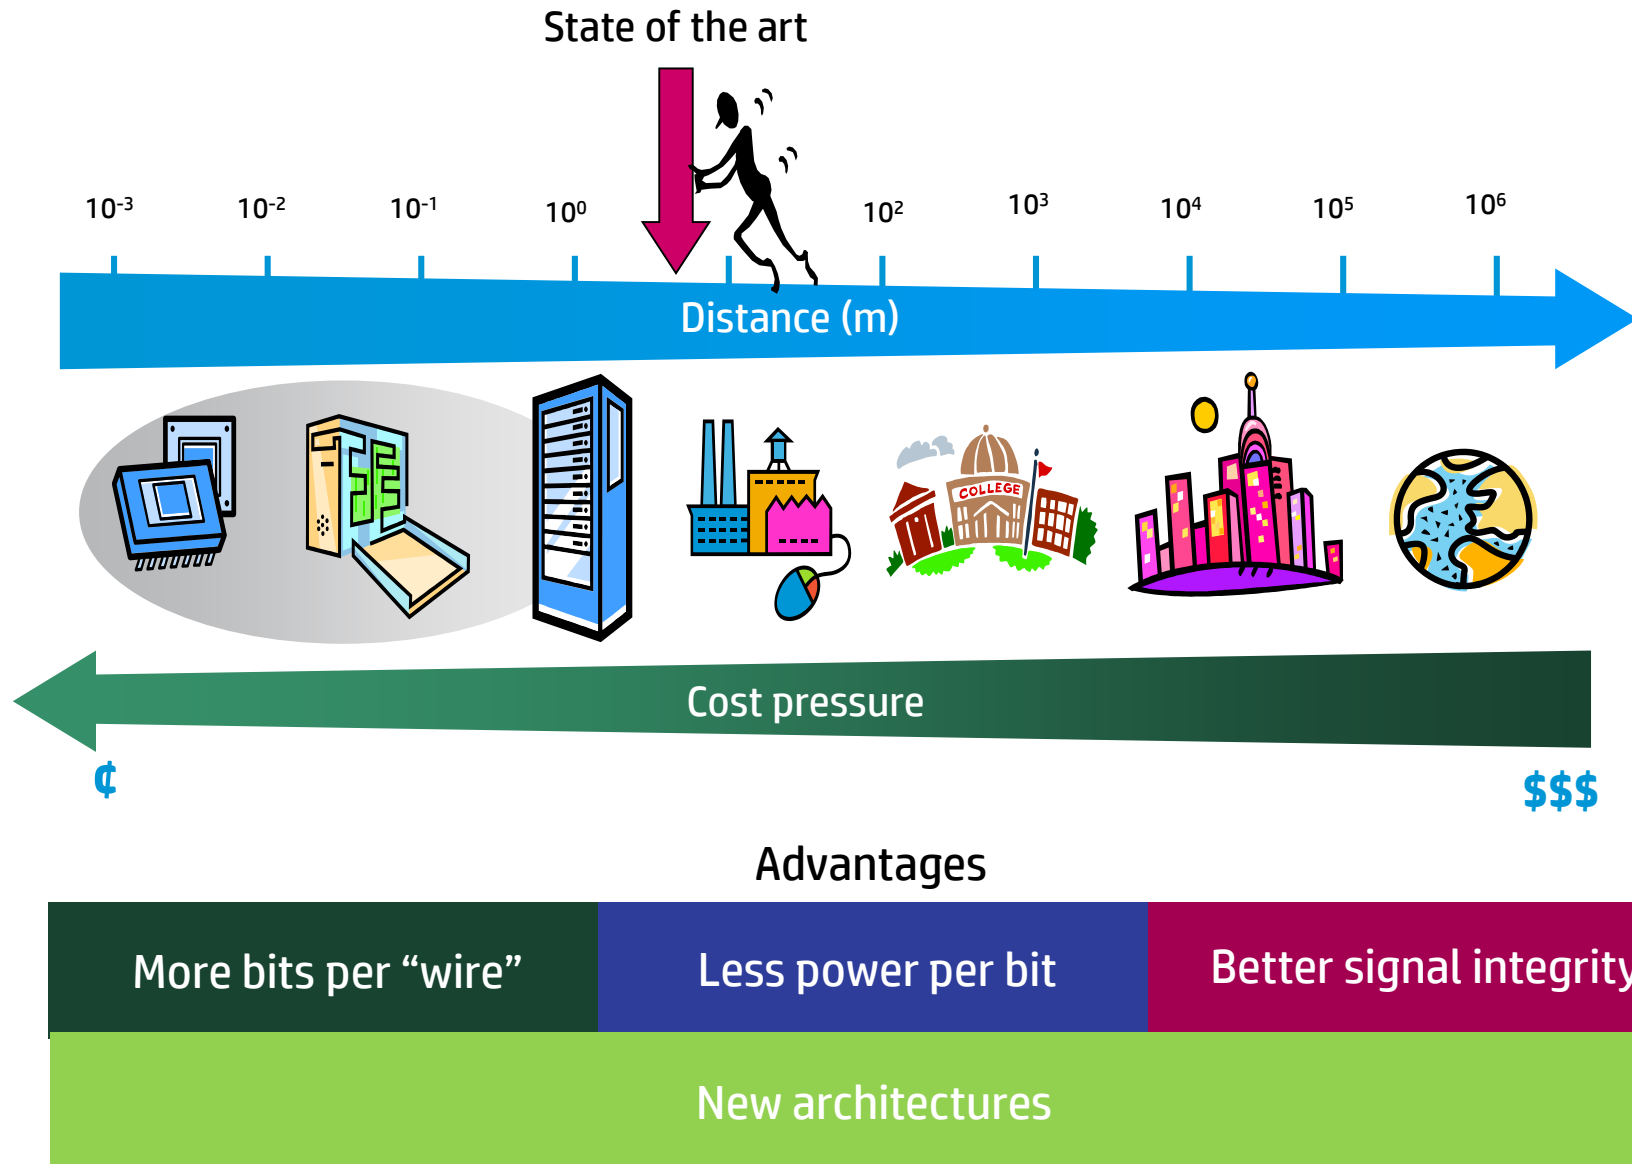 State of the art
10⁻³ 10⁻² 10⁻¹ 10⁰ 10² 10³ 10⁴ 10⁵ 10⁶
Distance (m)
COLLEGE
Cost pressure
¢ $$$
Advantages
More bits per “wire” Less power per bit Better signal integrity
New architectures